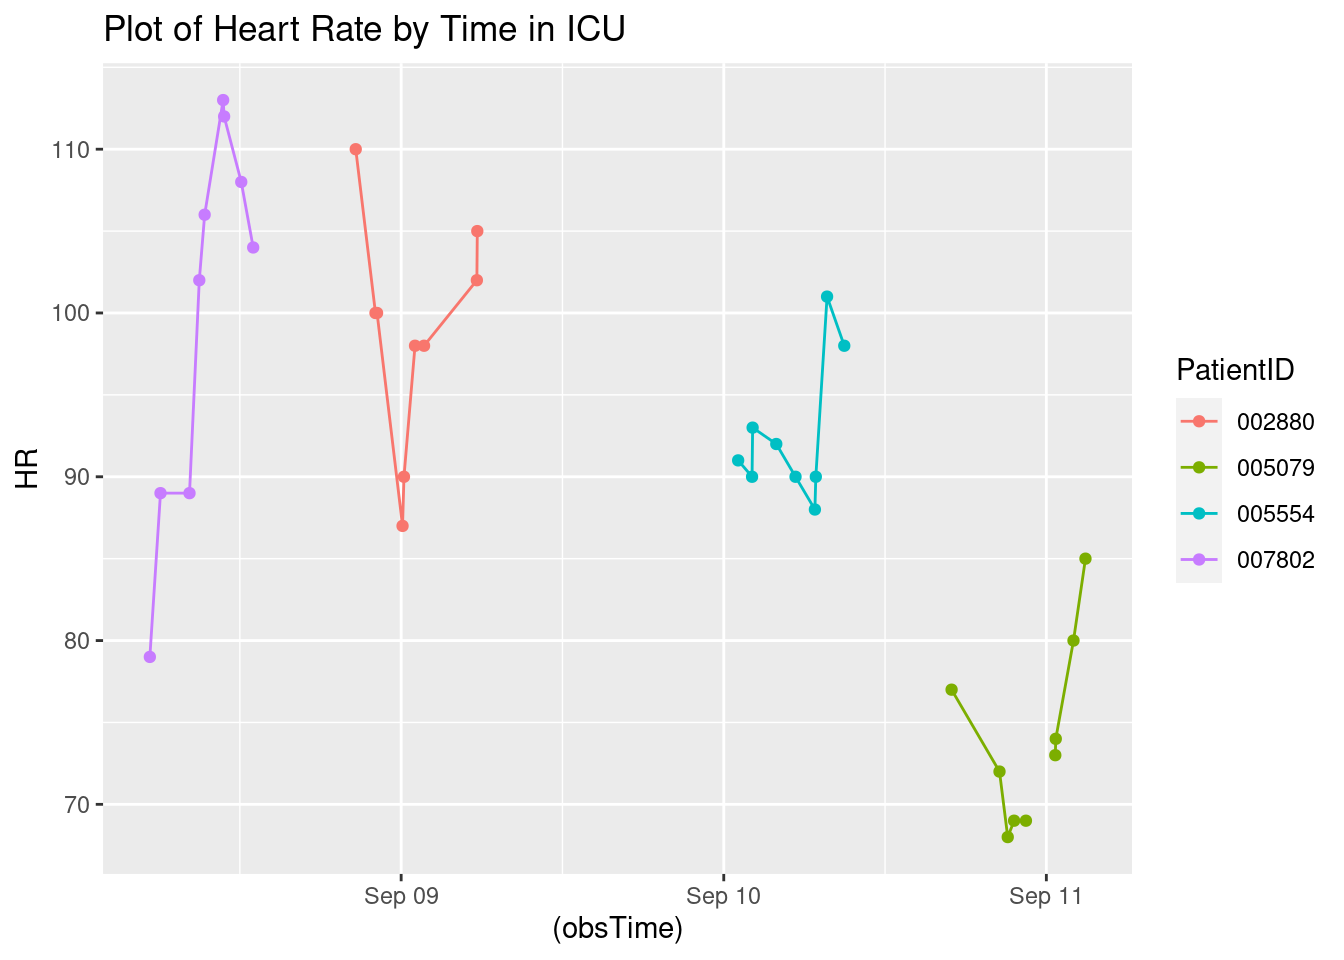 Plot of Heart Rate by Time in ICU
HR
110
100
90
80
70
Sep 09
Sep 10
Sep 11
(obsTime)
PatientID
002880
005079
005554
007802